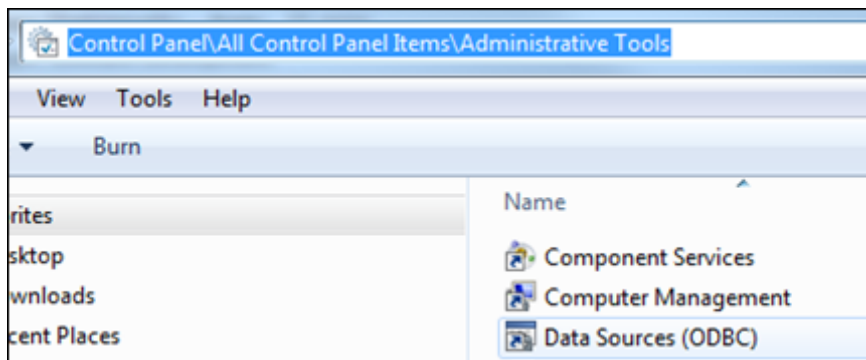 Control Panel\All Control Panel Items\Administrative Tools
View Tools Help
Burn
rites
sktop
wnloads
cent Places
Name
Component Services
Computer Management
Data Sources (ODBC)